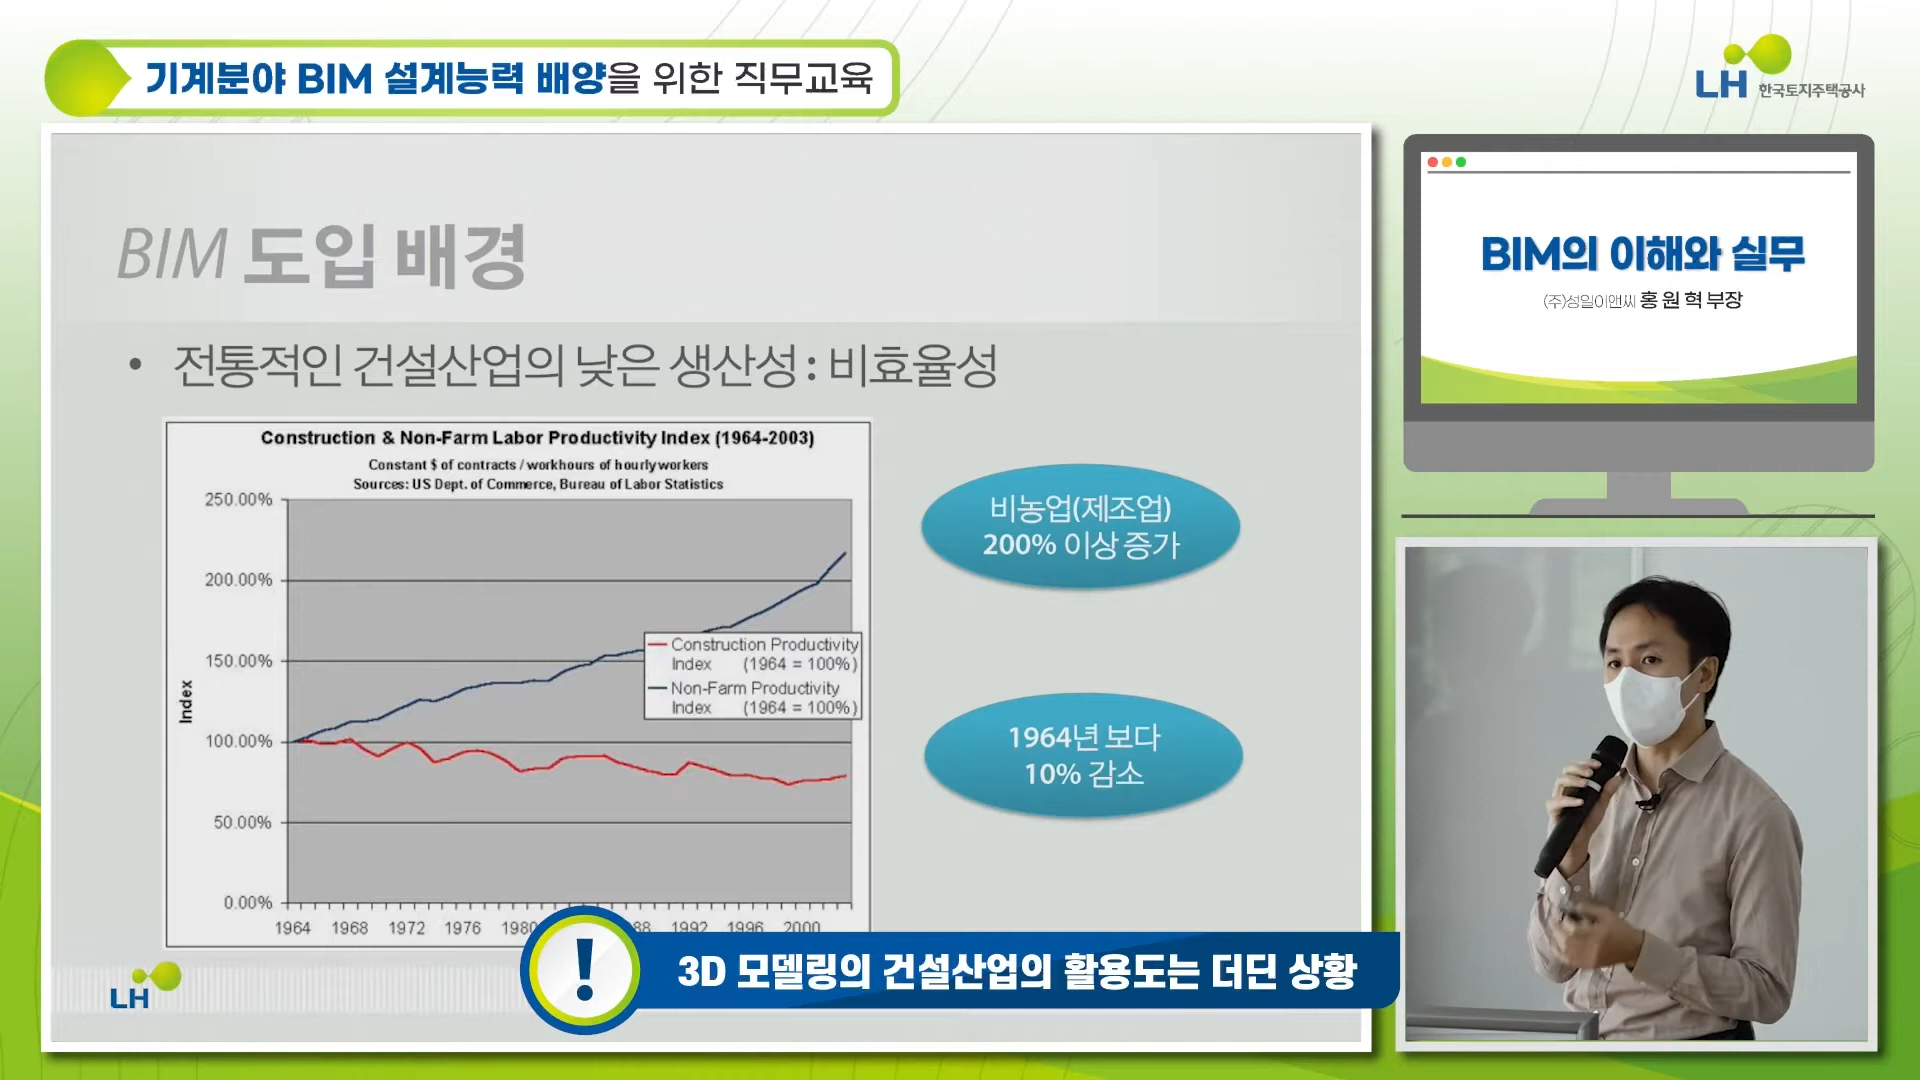 기계분야 BIM 설계능력 배양을 위한 직무교육
LH 한국토지주택공사
BIM 도입 배경
• 전통적인 건설산업의 낮은 생산성 : 비효율성
Construction & Non-Farm Labor Productivity Index (1964-2003)
Constant $ of contracts / workhours of hourly workers
Sources: US Dept. of Commerce, Bureau of Labor Statistics
250.00%
200.00%
150.00%
100.00%
50.00%
0.00%
Index
Construction Productivity
Index (1964 = 100%)
Non-Farm Productivity
Index (1964 = 100%)
1964 1968 1972 1976 1980 88 1992 1996 2000
비농업(제조업)
200% 이상 증가
1964년 보다
10% 감소
LH
! 3D 모델링의 건설산업의 활용도는 더딘 상황
BIM의 이해와 실무
(주)성일이앤씨 홍 원 혁 부장